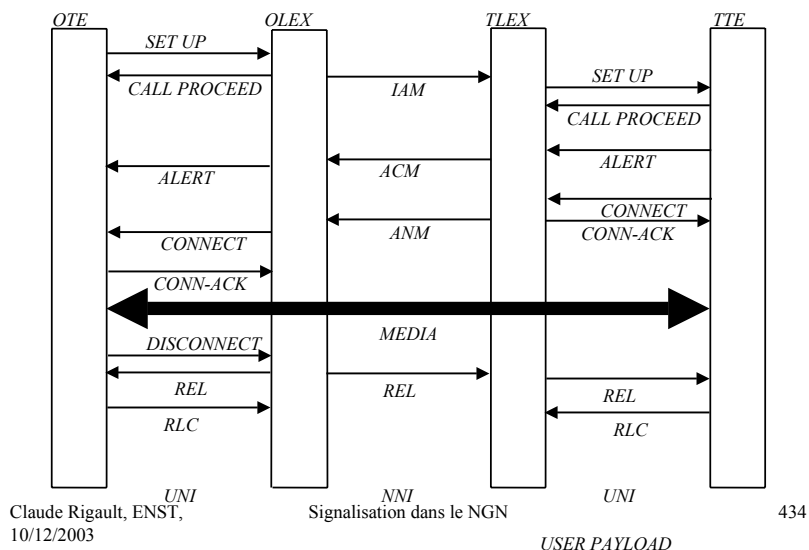 OTE OLEX TLEX TTE
SET UP
SET UP
CALL PROCEED IAM
CALL PROCEED
ALERT ACM ALERT
CONNECT
CONNECT ANM CONN-ACK
CONN-ACK
MEDIA
DISCONNECT
REL REL REL
RLC RLC
UNI NNI UNI
Claude Rigault, ENST, Signalisation dans le NGN 434
10/12/2003
USER PAYLOAD